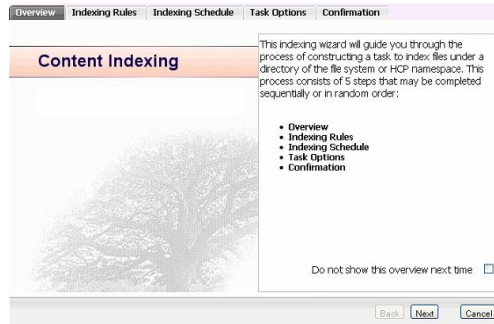 Overview Indexing Rules Indexing Schedule Task Options Confirmation
Content Indexing
This indexing wizard will guide you through the
process of constructing a task to index files under a
directory of the file system or HCP namespace. This
process consists of 5 steps that may be completed
sequentially or in random order:
• Overview
• Indexing Rules
• Indexing Schedule
• Task Options
• Confirmation
Do not show this overview next time
Back Next Cancel